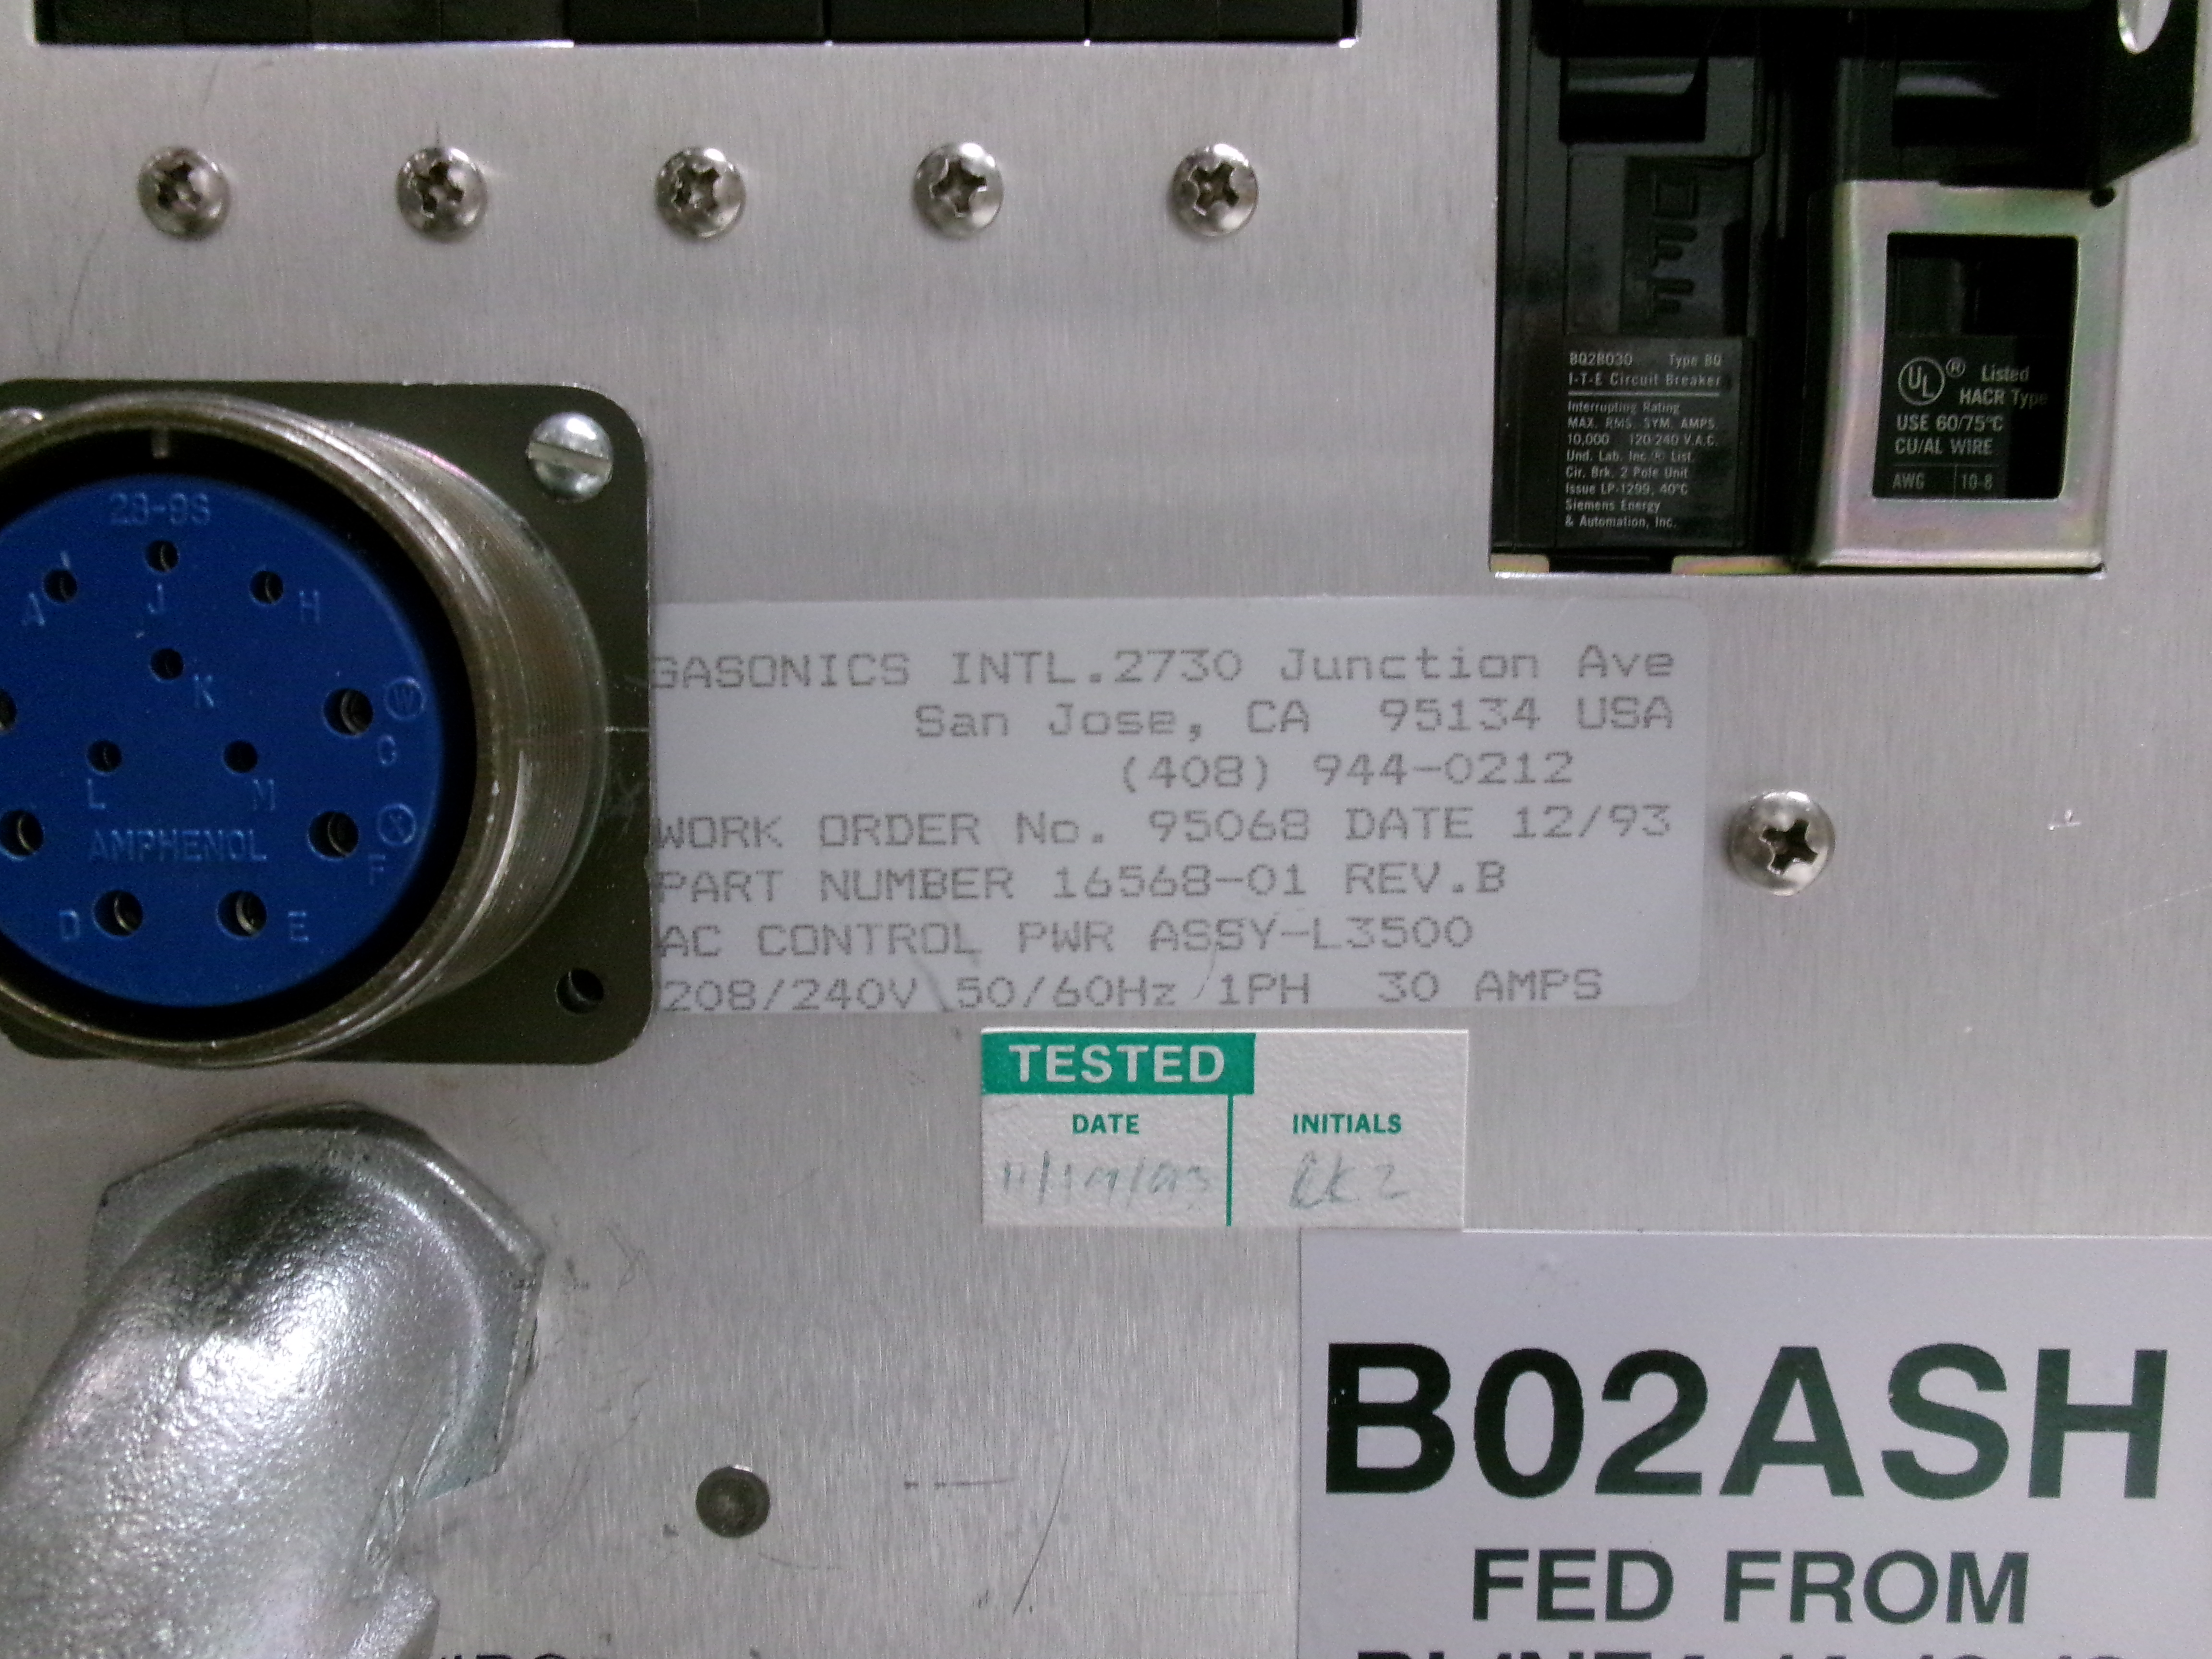 BQ2B030 Type BQ
I-T-E Circuit Breaker
Interrupting Rating
MAX. RMS. SYM. AMPS.
10,000 120/240 V.A.C.
Und. Lab. Inc.® List.
Cir. Brk. 2 Pole Unit
Issue LP-1299, 40°C
Siemens Energy
& Automation, Inc.
UL ® Listed
HACR Type
USE 60/75°C
CU/AL WIRE
AWG 10-8
28-9S
A J H
K
W
G
L M
X
AMPHENOL
F
D E
GASONICS INTL.2730 Junction Ave
San Jose, CA 95134 USA
(408) 944-0212
WORK ORDER No. 95068 DATE 12/93
PART NUMBER 16568-01 REV.B
AC CONTROL PWR ASSY-L3500
208/240V 50/60Hz 1PH 30 AMPS
TESTED
DATE INITIALS
B02ASH
FED FROM